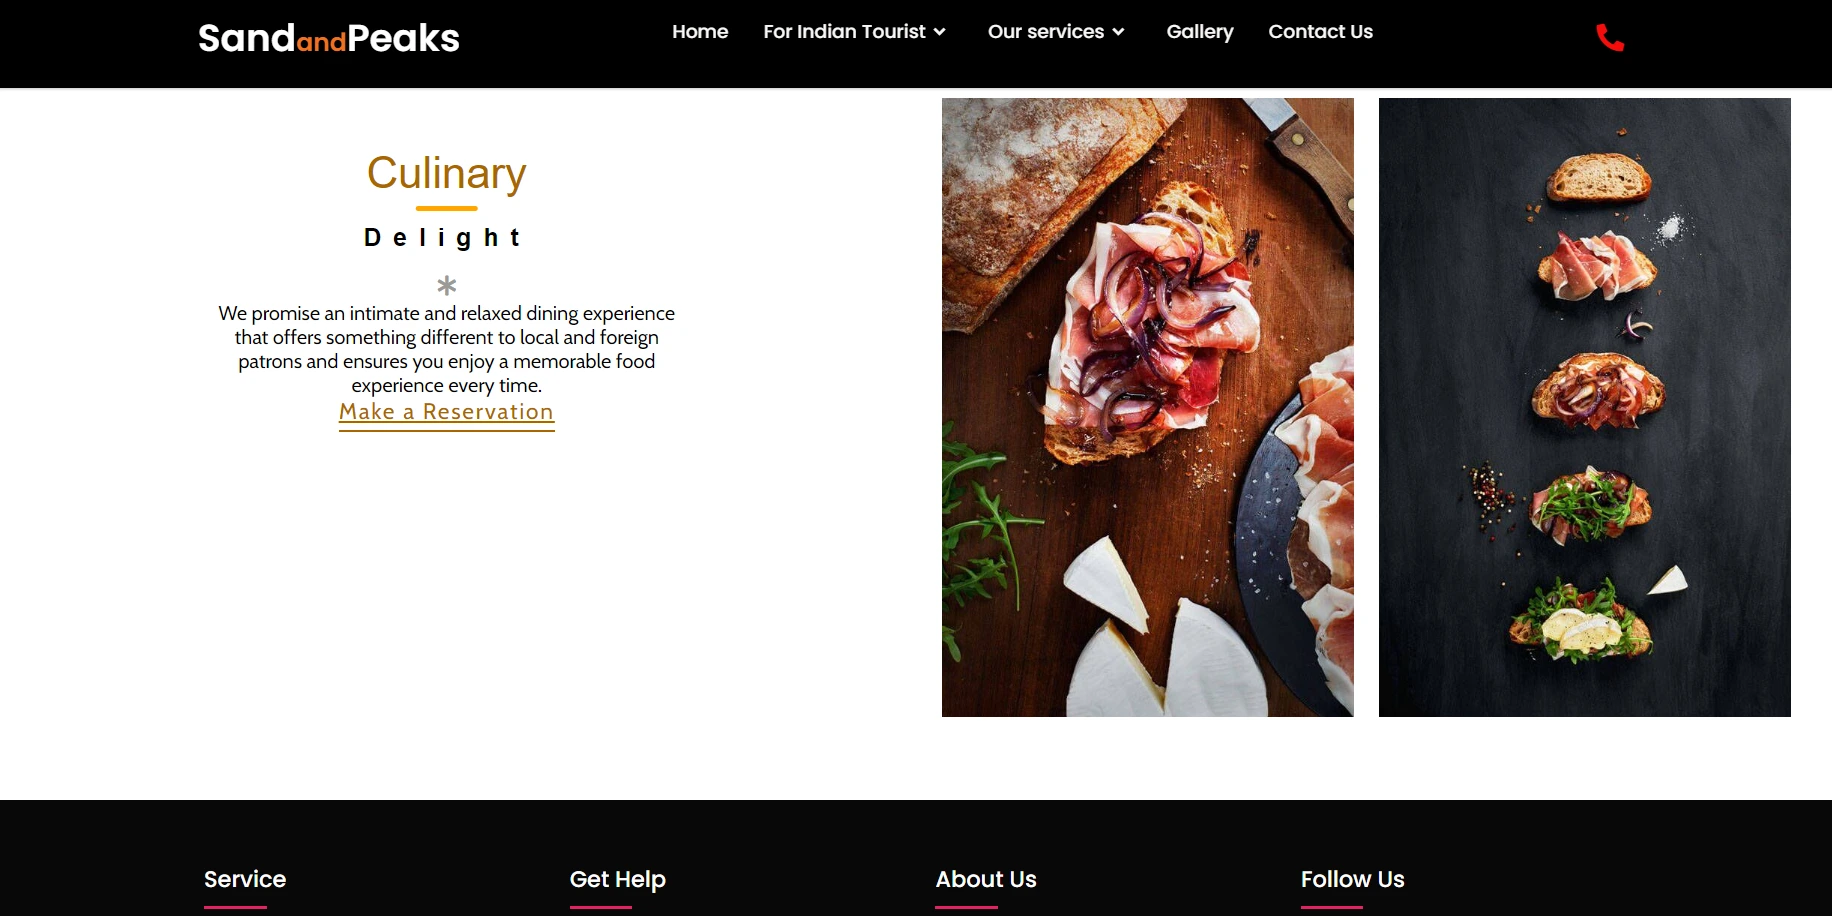 SandandPeaks
Home For Indian Tourist Our services Gallery Contact Us
Culinary
Delight
*
We promise an intimate and relaxed dining experience
that offers something different to local and foreign
patrons and ensures you enjoy a memorable food
experience every time.
Make a Reservation
Service Get Help About Us Follow Us